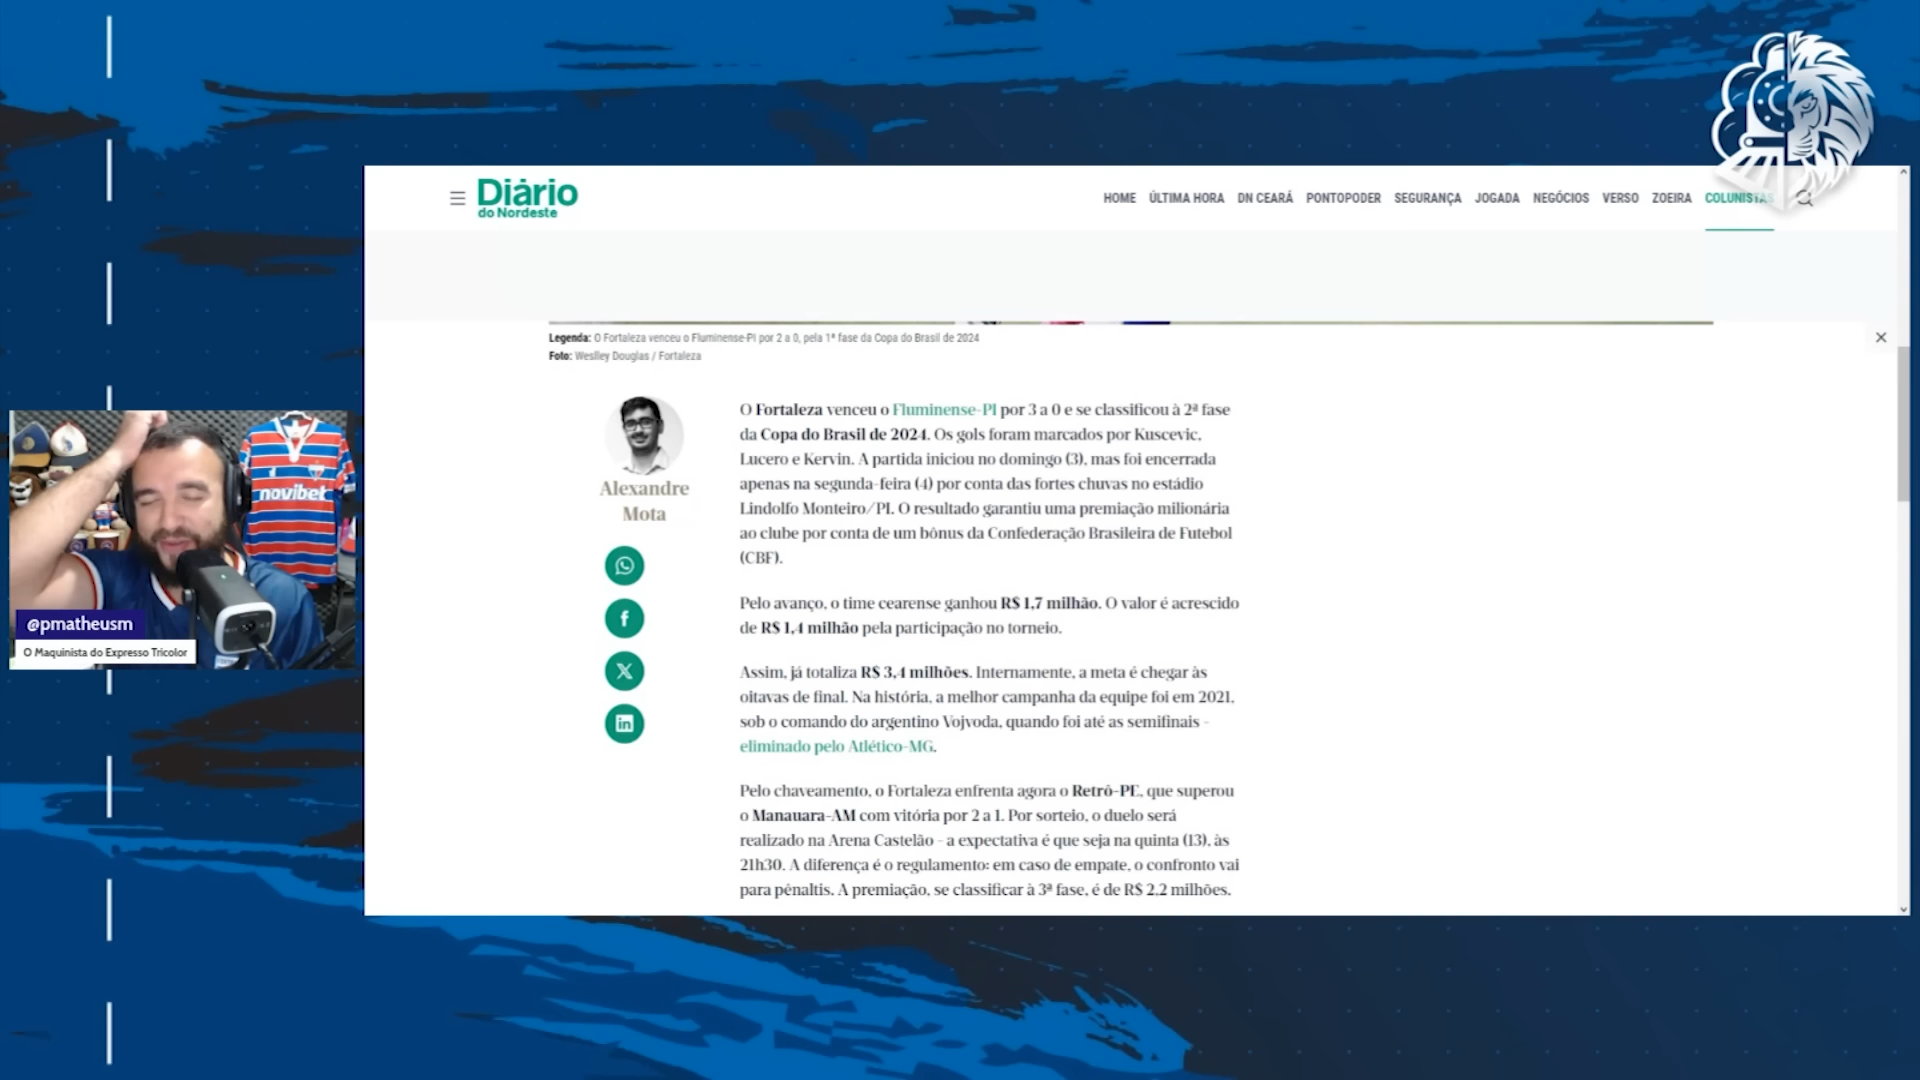 Diário
do Nordeste
HOME ÚLTIMA HORA DN CEARÁ PONTOPODER SEGURANÇA JOGADA NEGÓCIOS VERSO ZOEIRA COLUNISTAS
Legenda: O Fortaleza venceu o Fluminense-PI por 2 a 0, pela 1ª fase da Copa do Brasil de 2024
Foto: Weslley Douglas / Fortaleza
Alexandre
Mota
O Fortaleza venceu o Fluminense-PI por 3 a 0 e se classificou à 2ª fase
da Copa do Brasil de 2024. Os gols foram marcados por Kuscevic,
Lucero e Kervin. A partida iniciou no domingo (3), mas foi encerrada
apenas na segunda-feira (4) por conta das fortes chuvas no estádio
Lindolfo Monteiro/PI. O resultado garantiu uma premiação milionária
ao clube por conta de um bônus da Confederação Brasileira de Futebol
(CBF).
Pelo avanço, o time cearense ganhou R$ 1,7 milhão. O valor é acrescido
de R$ 1,4 milhão pela participação no torneio.
Assim, já totaliza R$ 3,4 milhões. Internamente, a meta é chegar às
oitavas de final. Na história, a melhor campanha da equipe foi em 2021,
sob o comando do argentino Vojvoda, quando foi até as semifinais -
eliminado pelo Atlético-MG.
Pelo chaveamento, o Fortaleza enfrenta agora o Retrô-PE, que superou
o Manauara-AM com vitória por 2 a 1. Por sorteio, o duelo será
realizado na Arena Castelão - a expectativa é que seja na quinta (13), às
21h30. A diferença é o regulamento: em caso de empate, o confronto vai
para pênaltis. A premiação, se classificar à 3ª fase, é de R$ 2,2 milhões.
novibet
@pmatheusm
O Maquinista do Expresso Tricolor